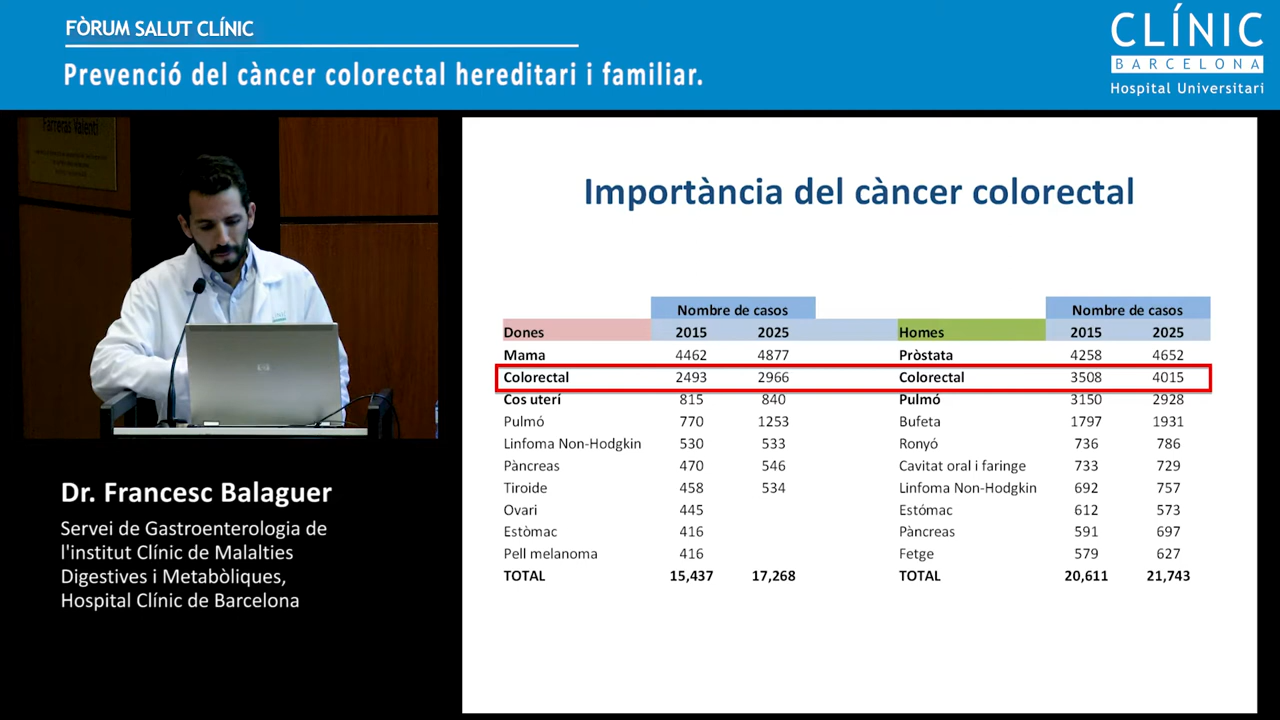 FÒRUM SALUT CLÍNIC
Prevenció del càncer colorectal hereditari i familiar.
CLÍNIC
BARCELONA
Hospital Universitari
Farreras Valentí
Importància del càncer colorectal
Nombre de casos Nombre de casos
Dones 2015 2025 Homes 2015 2025
Mama 4462 4877 Pròstata 4258 4652
Colorectal 2493 2966 Colorectal 3508 4015
Cos uterí 815 840 Pulmó 3150 2928
Pulmó 770 1253 Bufeta 1797 1931
Linfoma Non-Hodgkin 530 533 Ronyó 736 786
Pàncreas 470 546 Cavitat oral i faringe 733 729
Tiroide 458 534 Linfoma Non-Hodgkin 692 757
Ovari 445 Estómac 612 573
Estòmac 416 Pàncreas 591 697
Pell melanoma 416 Fetge 579 627
TOTAL 15,437 17,268 TOTAL 20,611 21,743
Dr. Francesc Balaguer
Servei de Gastroenterologia de
l'institut Clínic de Malalties
Digestives i Metabòliques,
Hospital Clínic de Barcelona